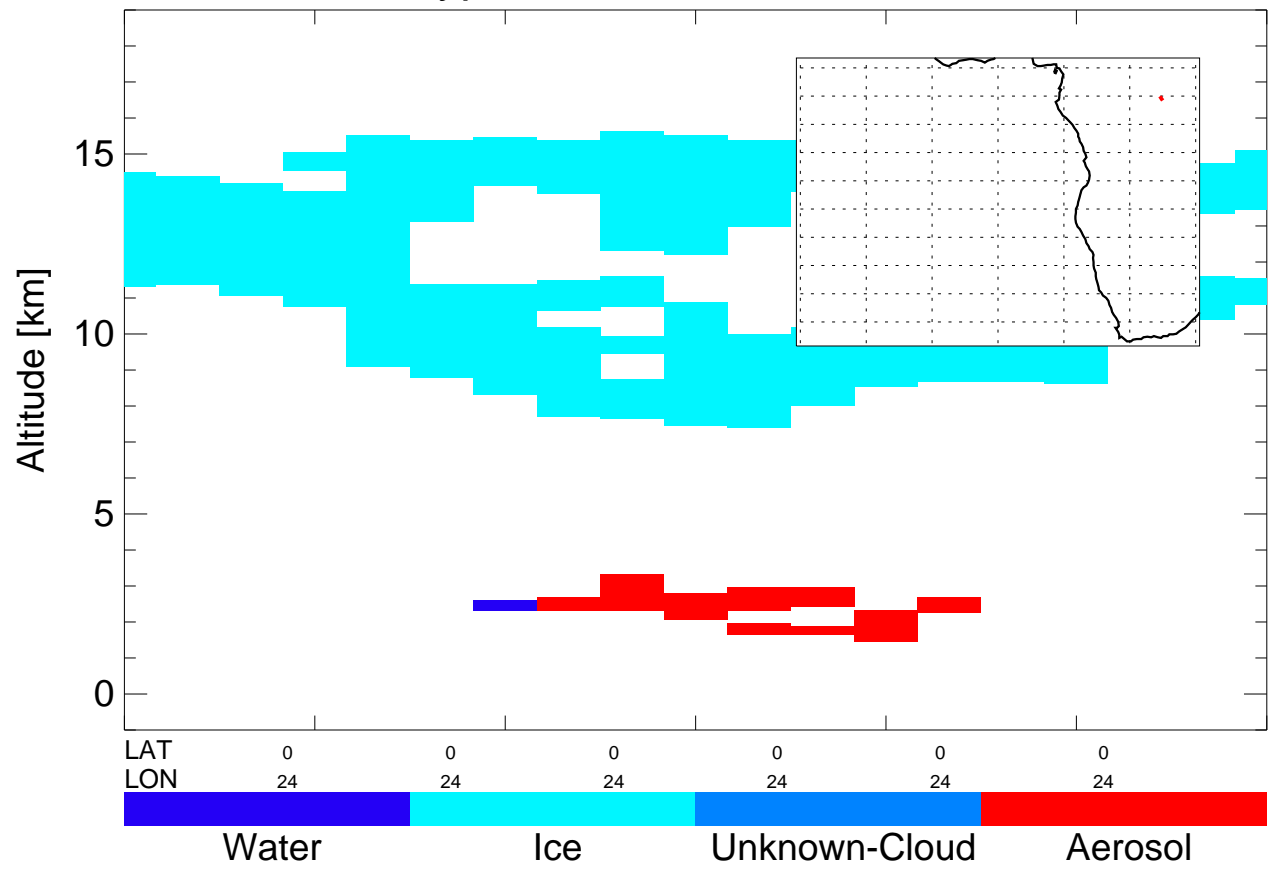 15
10
5
0
Altitude [km]
LAT 0 0 0 0 0 0
LON 24 24 24 24 24 24
Water Ice Unknown-Cloud Aerosol